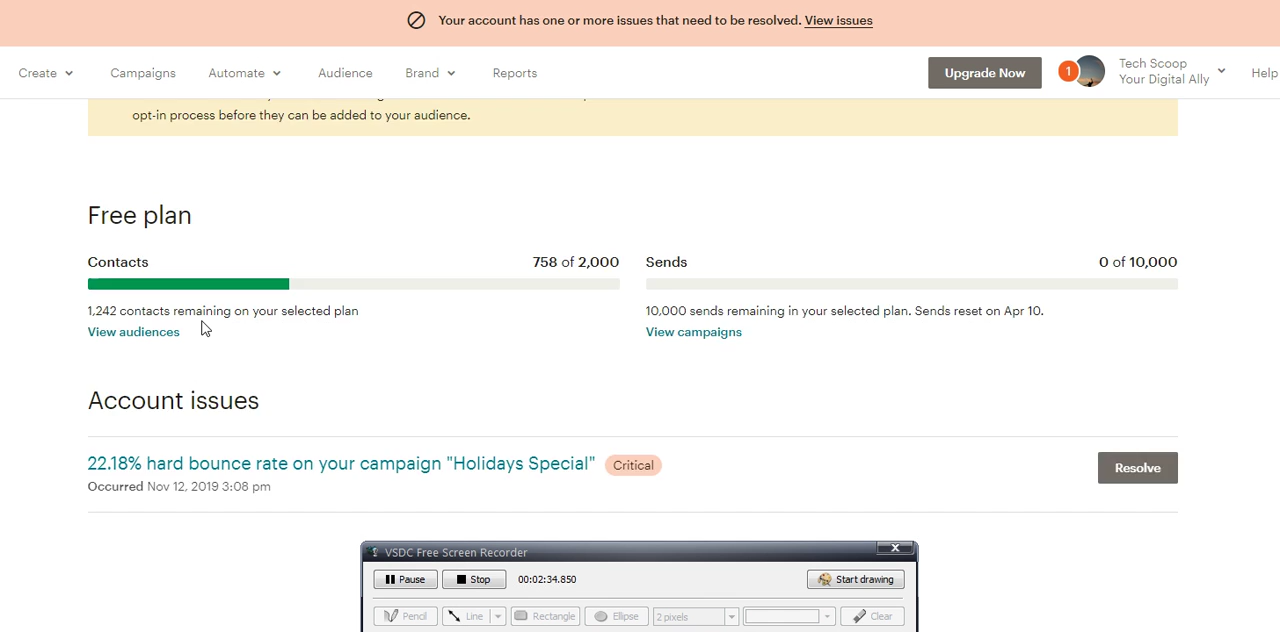 Your account has one or more issues that need to be resolved. View issues
Create Campaigns Automate Audience Brand Reports Upgrade Now 1 Tech Scoop Your Digital Ally Help
opt-in process before they can be added to your audience.
Free plan
Contacts 758 of 2,000
Sends 0 of 10,000
1,242 contacts remaining on your selected plan
10,000 sends remaining in your selected plan. Sends reset on Apr 10.
View audiences
View campaigns
Account issues
22.18% hard bounce rate on your campaign "Holidays Special" Critical
Occurred Nov 12, 2019 3:08 pm
Resolve
VSDC Free Screen Recorder X
Pause Stop 00:02:34.850 Start drawing
Pencil Line Rectangle Ellipse 2 pixels Clear